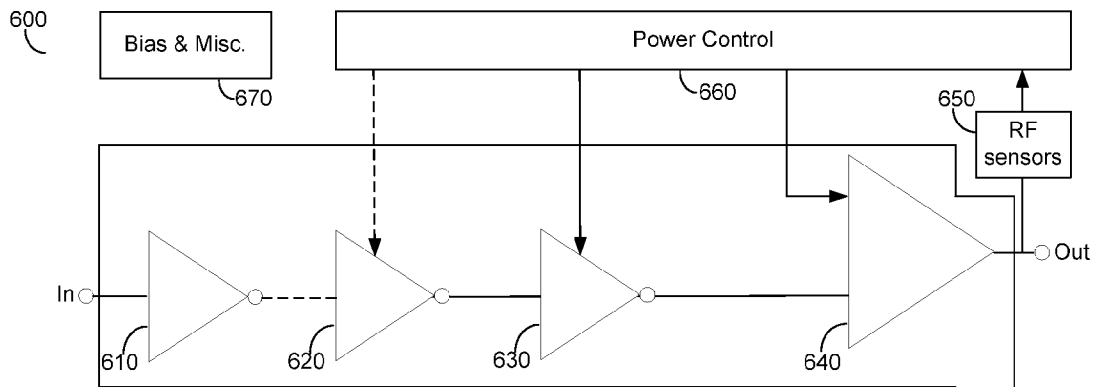 600
Bias & Misc.
Power Control
670
660
650
RF
sensors
In
Out
610
620
630
640